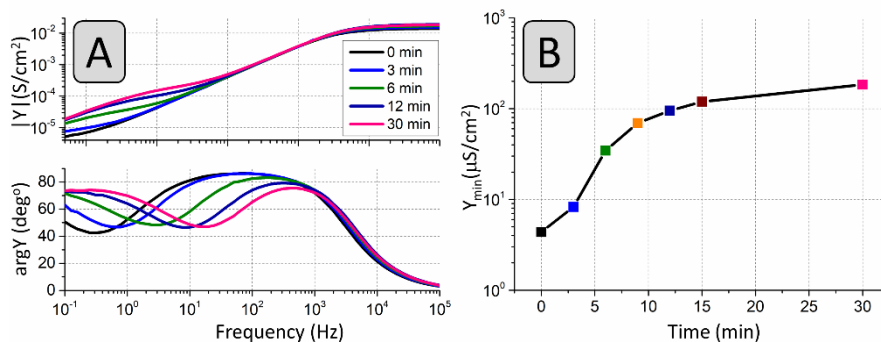 A
|Y|(S/cm²)
10⁻²
10⁻³
10⁻⁴
10⁻⁵
0 min
3 min
6 min
12 min
30 min
argY (deg°)
80
60
40
20
0
10⁻¹ 10⁰ 10¹ 10² 10³ 10⁴ 10⁵
Frequency (Hz)
B
Yₘᵢₙ(µS/cm²)
10³
10²
10¹
10⁰
0 5 10 15 20 25 30
Time (min)